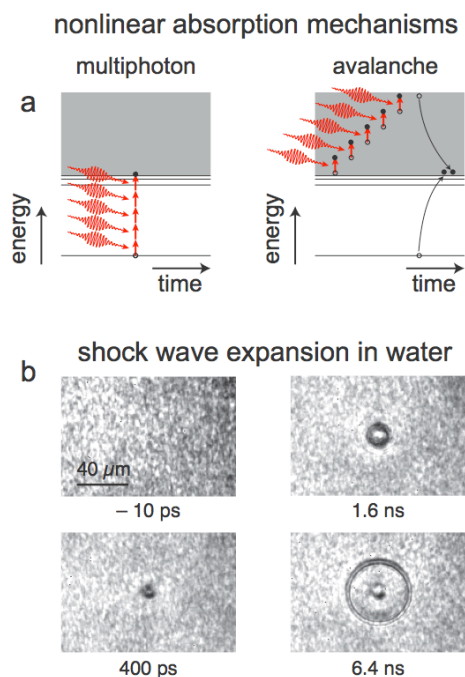 nonlinear absorption mechanisms
multiphoton
avalanche
a
energy
time
energy
time
shock wave expansion in water
b
40 µm
– 10 ps
1.6 ns
400 ps
6.4 ns